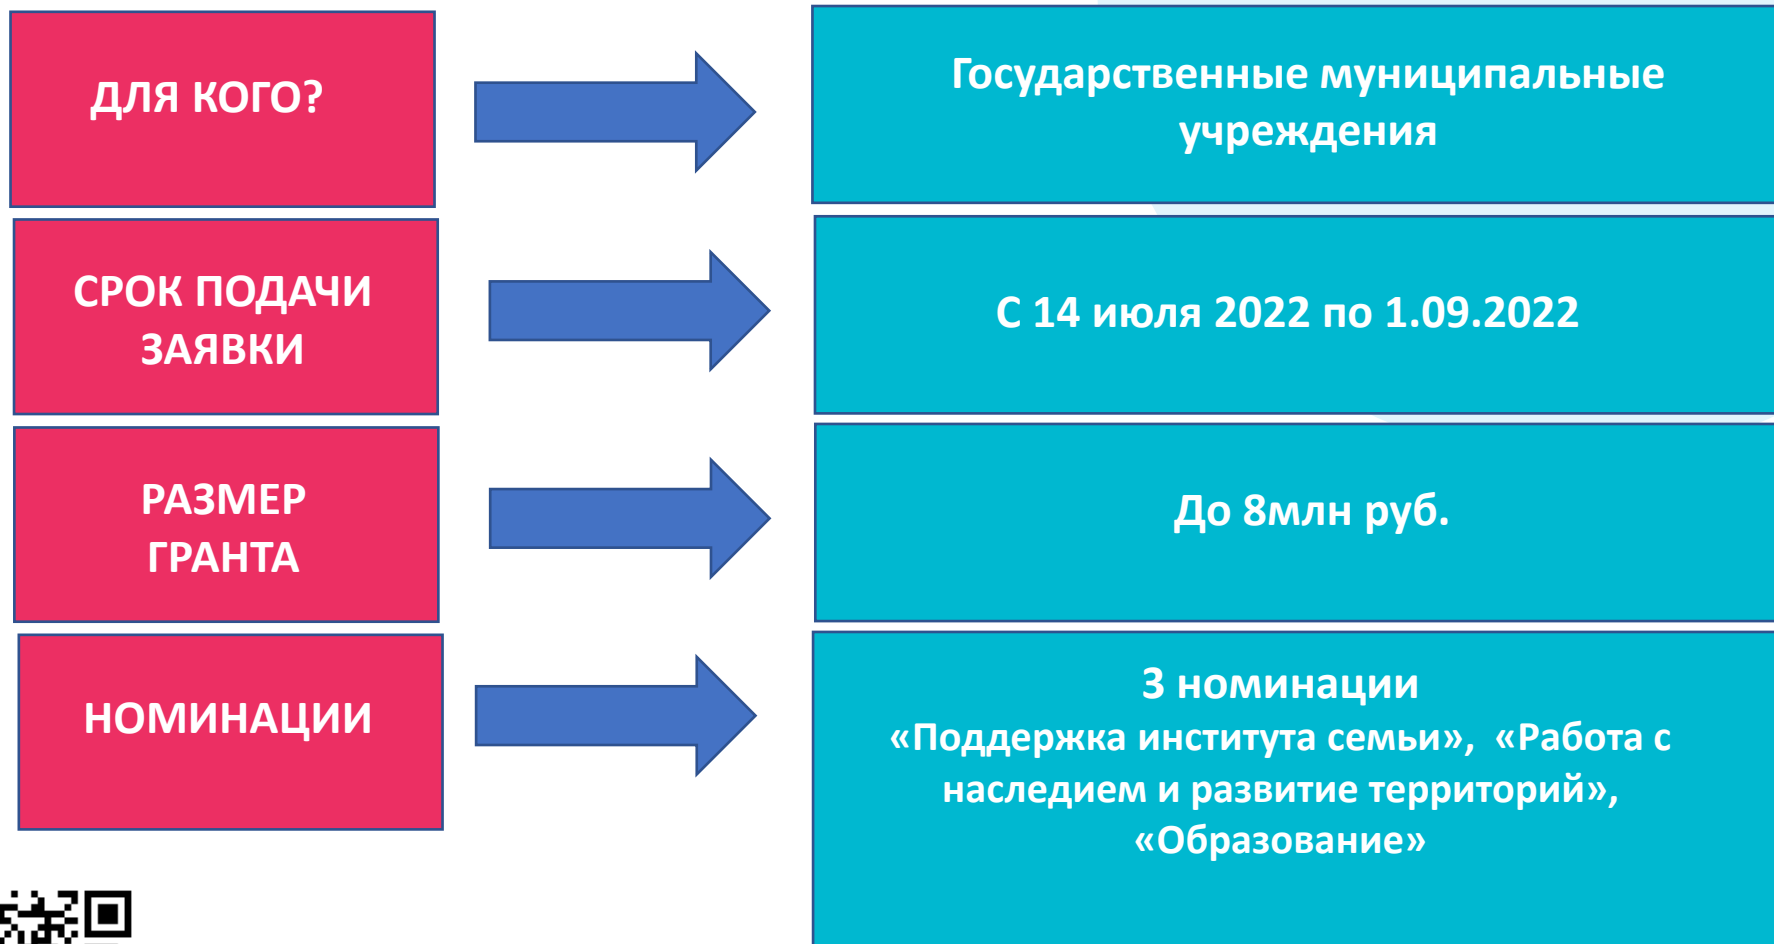 ДЛЯ КОГО?
Государственные муниципальные
учреждения
СРОК ПОДАЧИ
ЗАЯВКИ
С 14 июля 2022 по 1.09.2022
РАЗМЕР
ГРАНТА
До 8млн руб.
НОМИНАЦИИ
3 номинации
«Поддержка института семьи», «Работа с
наследием и развитие территорий»,
«Образование»